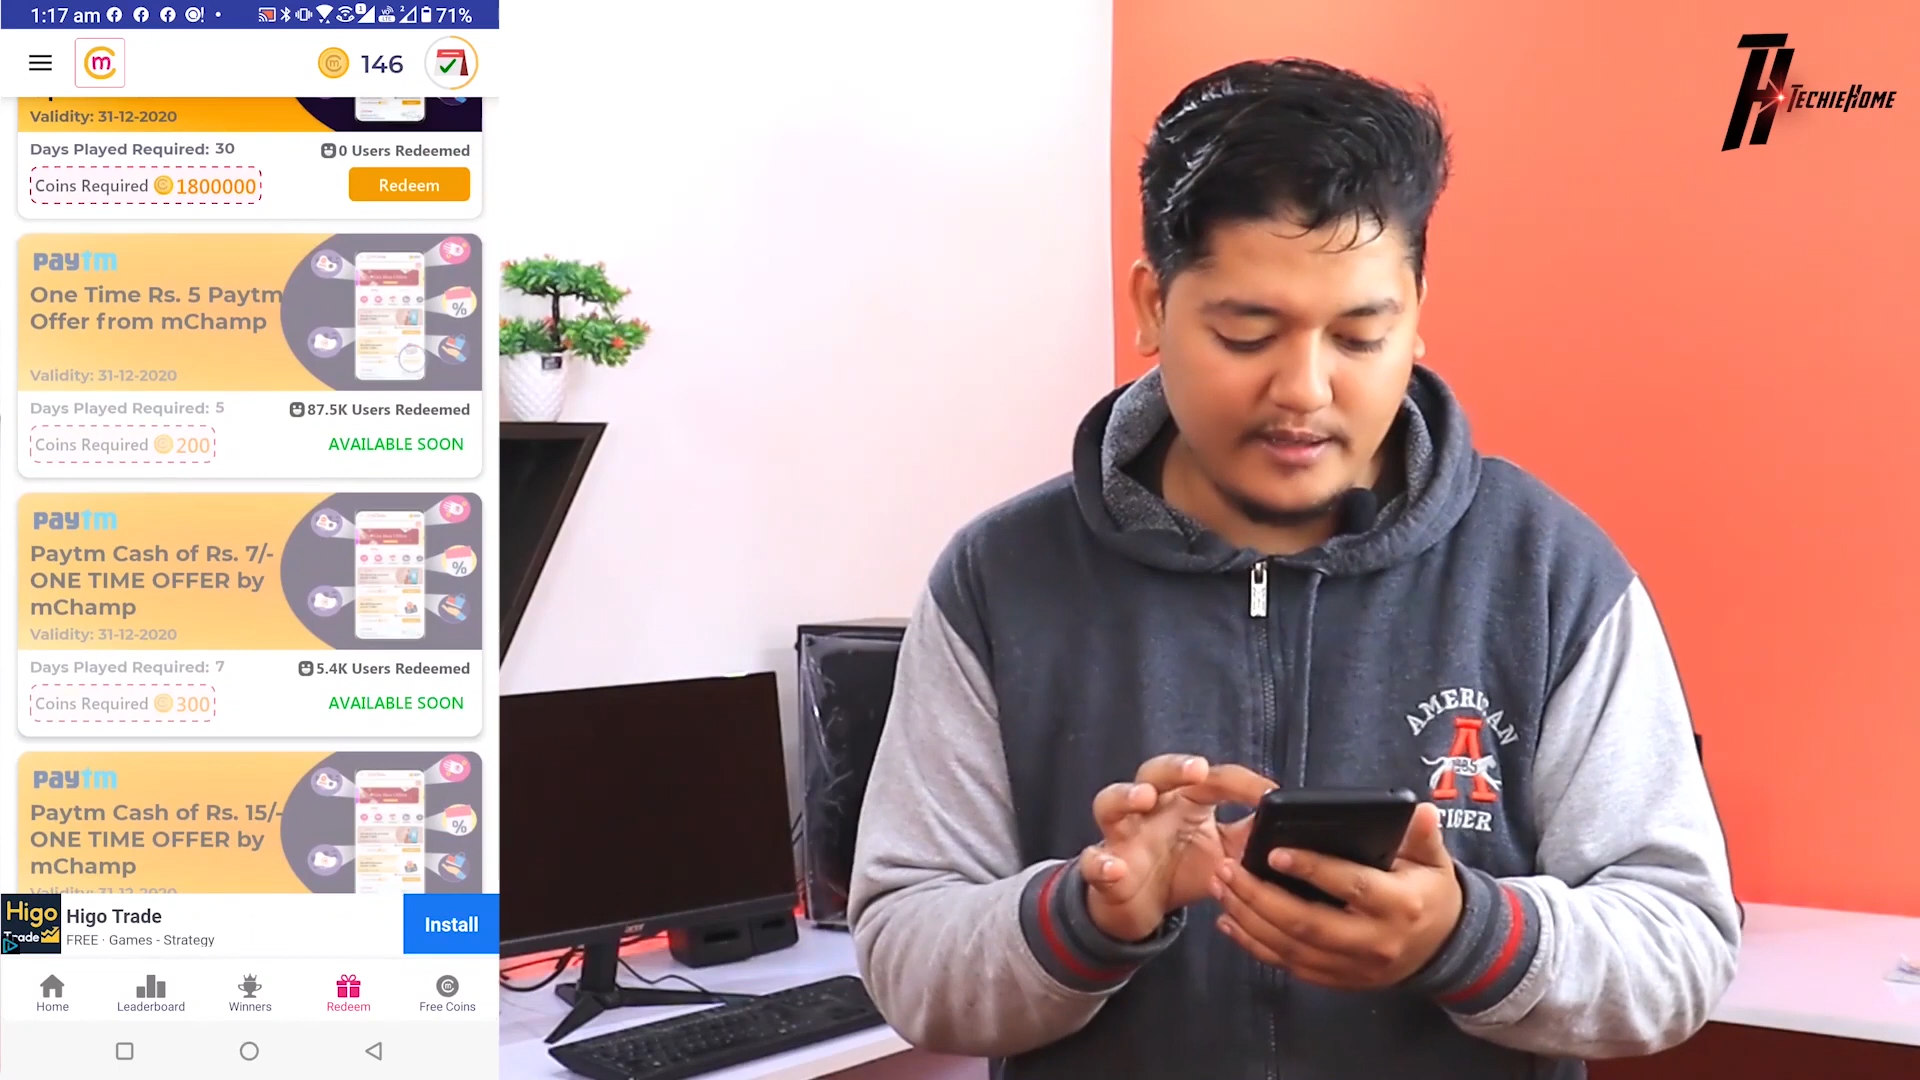 1:17 am
71%
146
Validity: 31-12-2020
Days Played Required: 30
0 Users Redeemed
Coins Required 1800000
Redeem
paytm
One Time Rs. 5 Paytm
Offer from mChamp
Validity: 31-12-2020
Days Played Required: 5
87.5K Users Redeemed
Coins Required 200
AVAILABLE SOON
paytm
Paytm Cash of Rs. 7/-
ONE TIME OFFER by
mChamp
Validity: 31-12-2020
Days Played Required: 7
5.4K Users Redeemed
Coins Required 300
AVAILABLE SOON
paytm
Paytm Cash of Rs. 15/-
ONE TIME OFFER by
mChamp
Validity: 31-12-2020
Higo
Trade
Higo Trade
FREE · Games - Strategy
Install
Home
Leaderboard
Winners
Redeem
Free Coins
TECHIEHOME
AMERICAN
A
TIGER
acer